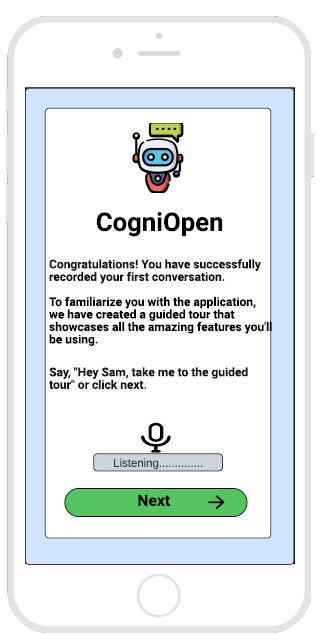 CogniOpen
Congratulations! You have successfully
recorded your first conversation.
To familiarize you with the application,
we have created a guided tour that
showcases all the amazing features you'll
be using.
Say, "Hey Sam, take me to the guided
tour" or click next.
Listening..............
Next